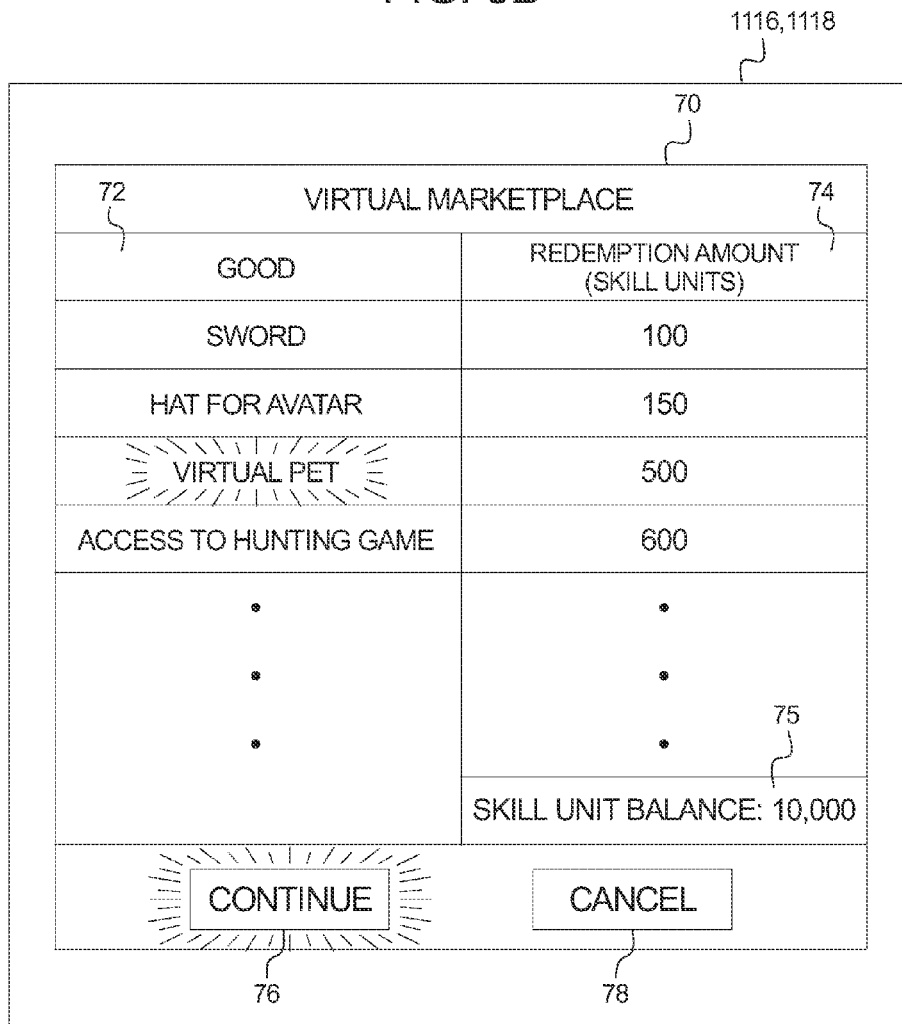 1116,1118
70
72
VIRTUAL MARKETPLACE
74
GOOD
REDEMPTION AMOUNT
(SKILL UNITS)
SWORD
100
HAT FOR AVATAR
150
VIRTUAL PET
500
ACCESS TO HUNTING GAME
600
75
SKILL UNIT BALANCE: 10,000
CONTINUE
CANCEL
76
78